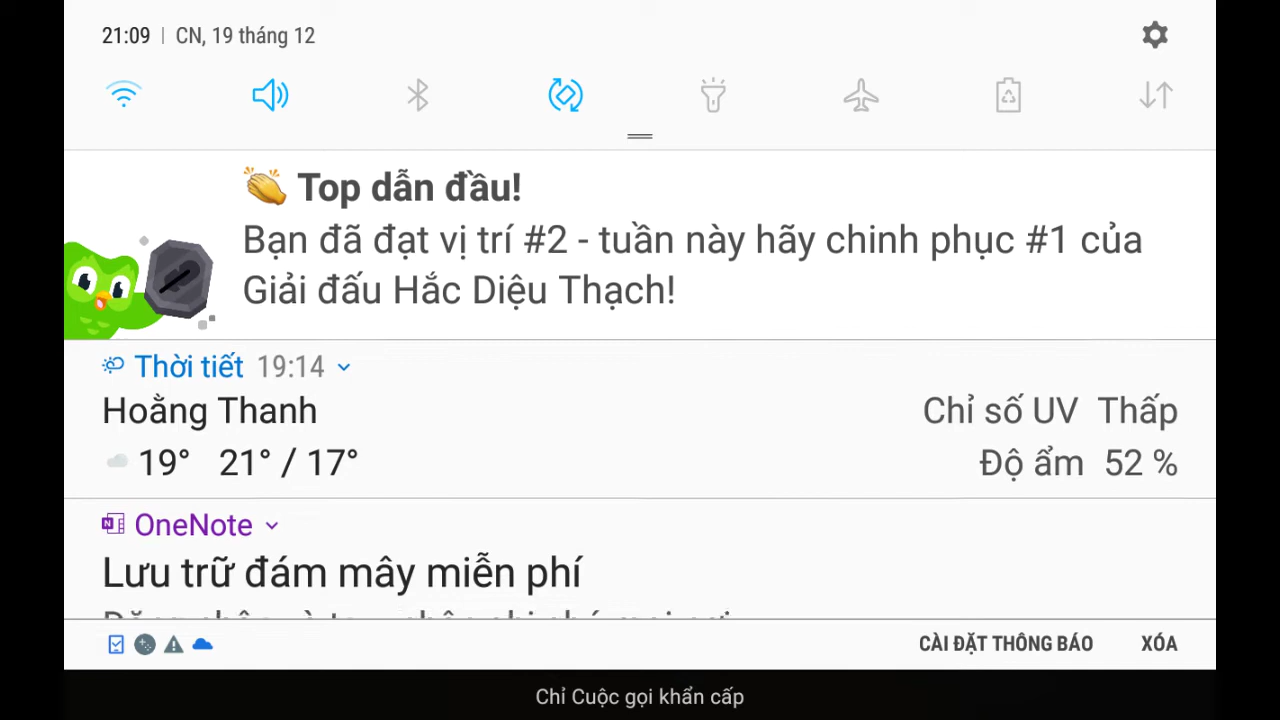 21:09 | CN, 19 tháng 12
👏 Top dẫn đầu!
Bạn đã đạt vị trí #2 - tuần này hãy chinh phục #1 của
Giải đấu Hắc Diệu Thạch!
Thời tiết 19:14
Hoằng Thanh
Chỉ số UV Thấp
19° 21° / 17°
Độ ẩm 52 %
OneNote
Lưu trữ đám mây miễn phí
CÀI ĐẶT THÔNG BÁO XÓA
Chỉ Cuộc gọi khẩn cấp